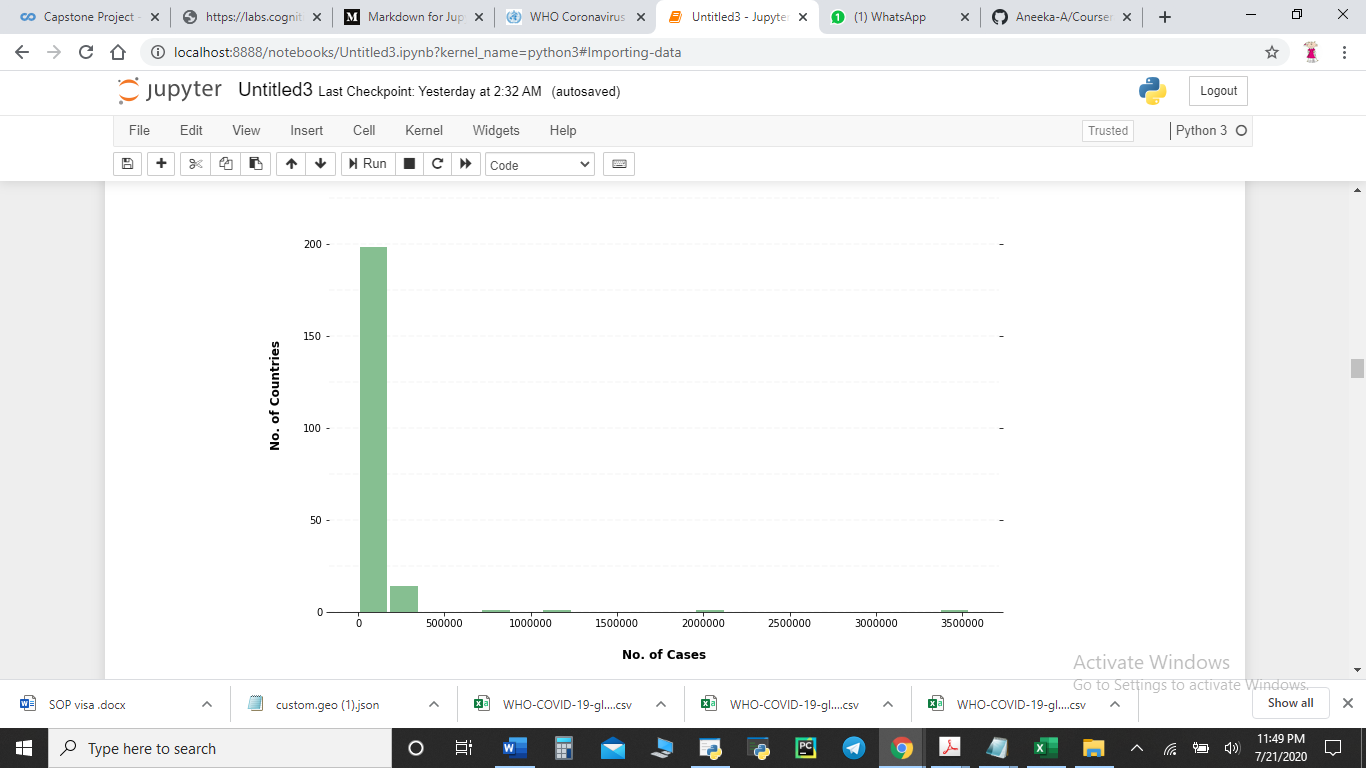 Capstone Project -
https://labs.cognit
Markdown for Jup
WHO Coronavirus
Untitled3 - Jupyter
(1) WhatsApp
Aneeka-A/Courser
localhost:8888/notebooks/Untitled3.ipynb?kernel_name=python3#Importing-data
jupyter Untitled3 Last Checkpoint: Yesterday at 2:32 AM (autosaved)
Logout
File Edit View Insert Cell Kernel Widgets Help
Trusted
Python 3
Run
Code
200
150
100
50
0
No. of Countries
0 500000 1000000 1500000 2000000 2500000 3000000 3500000
No. of Cases
Activate Windows
Go to Settings to activate Windows.
SOP visa .docx
custom.geo (1).json
WHO-COVID-19-gl....csv
WHO-COVID-19-gl....csv
WHO-COVID-19-gl....csv
Show all
Type here to search
11:49 PM
7/21/2020